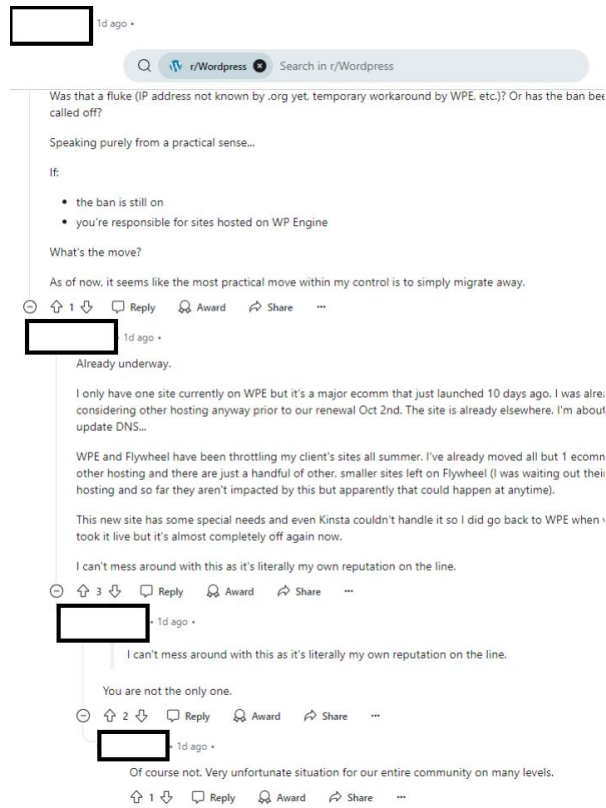 1d ago •
r/Wordpress Search in r/Wordpress
Was that a fluke (IP address not known by .org yet, temporary workaround by WPE, etc.)? Or has the ban
called off?
Speaking purely from a practical sense...
If:
• the ban is still on
• you're responsible for sites hosted on WP Engine
What's the move?
As of now, it seems like the most practical move within my control is to simply migrate away.
1 Reply Award Share ...
• 1d ago •
Already underway.
I only have one site currently on WPE but it's a major ecomm that just launched 10 days ago. I was
considering other hosting anyway prior to our renewal Oct 2nd. The site is already elsewhere. I'm about
update DNS...
WPE and Flywheel have been throttling my client's sites all summer. I've already moved all but 1
other hosting and there are just a handful of other, smaller sites left on Flywheel (I was waiting out
hosting and so far they aren't impacted by this but apparently that could happen at anytime).
This new site has some special needs and even Kinsta couldn't handle it so I did go back to WPE when
took it live but it's almost completely off again now.
I can't mess around with this as it's literally my own reputation on the line.
3 Reply Award Share ...
• 1d ago •
I can't mess around with this as it's literally my own reputation on the line.
You are not the only one.
2 Reply Award Share ...
• 1d ago •
Of course not. Very unfortunate situation for our entire community on many levels.
1 Reply Award Share ...